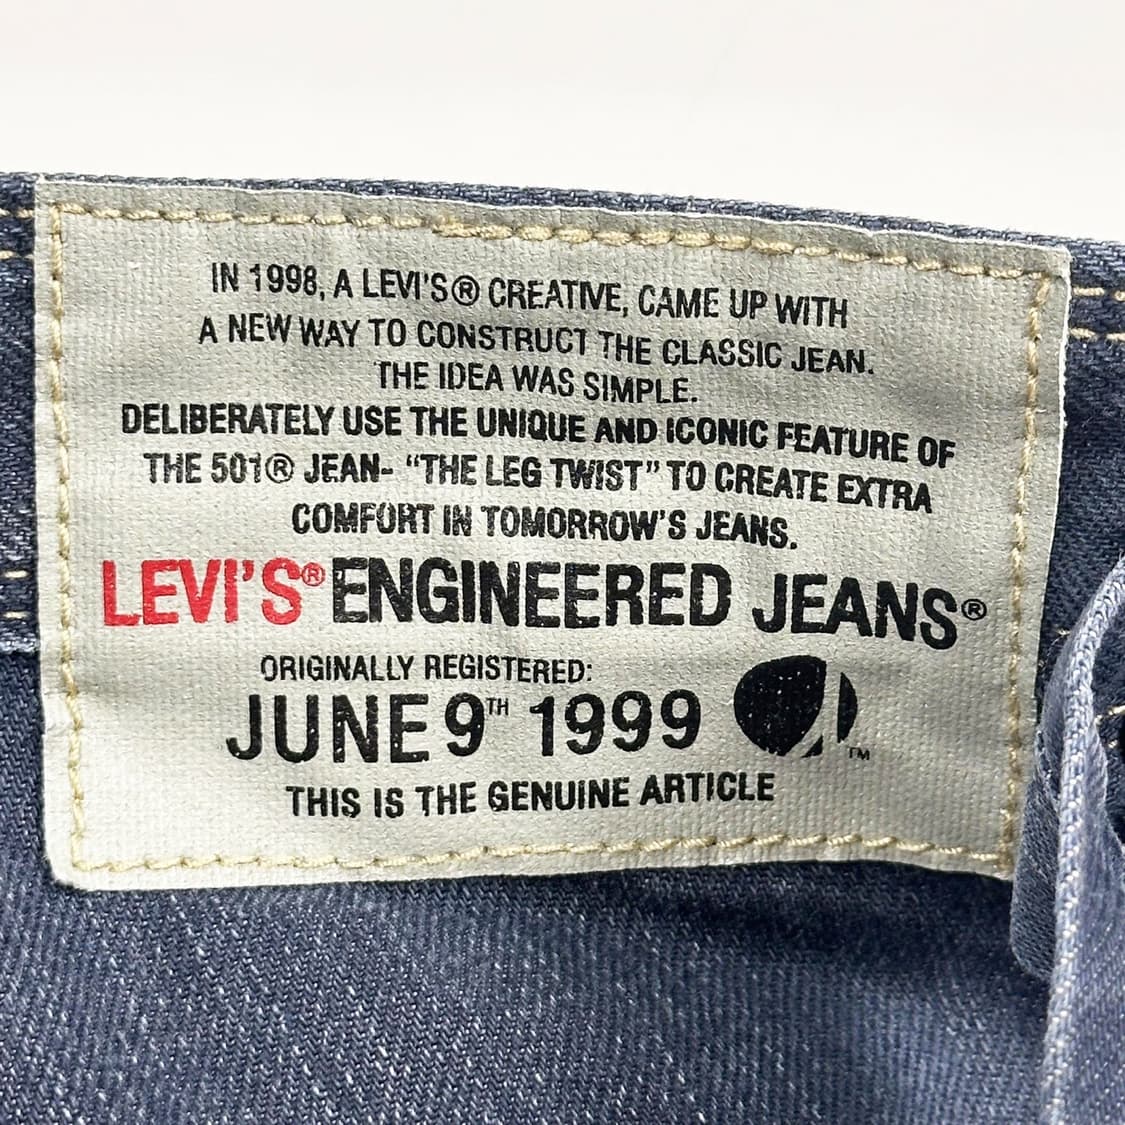 IN 1998, A LEVI'S® CREATIVE, CAME UP WITH
A NEW WAY TO CONSTRUCT THE CLASSIC JEAN.
THE IDEA WAS SIMPLE.
DELIBERATELY USE THE UNIQUE AND ICONIC FEATURE OF
THE 501® JEAN- “THE LEG TWIST” TO CREATE EXTRA
COMFORT IN TOMORROW'S JEANS.
LEVI'S® ENGINEERED JEANS®
ORIGINALLY REGISTERED:
JUNE 9TH 1999
TM
THIS IS THE GENUINE ARTICLE